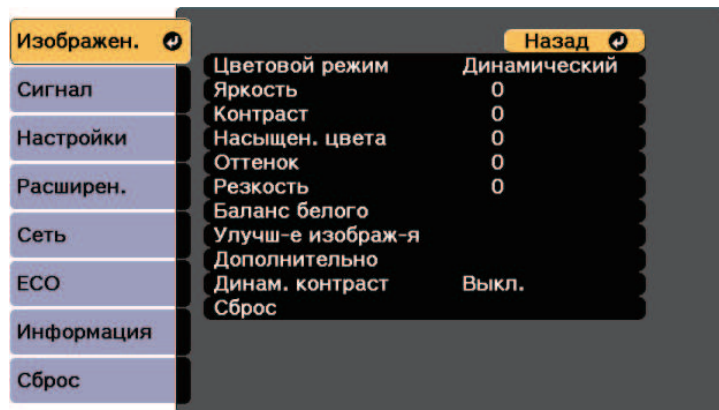 Изображен.
Сигнал
Настройки
Расширен.
Сеть
ECO
Информация
Сброс
Назад
Цветовой режим Динамический
Яркость 0
Контраст 0
Насыщен. цвета 0
Оттенок 0
Резкость 0
Баланс белого
Улучш-е изображ-я
Дополнительно
Динам. контраст Выкл.
Сброс